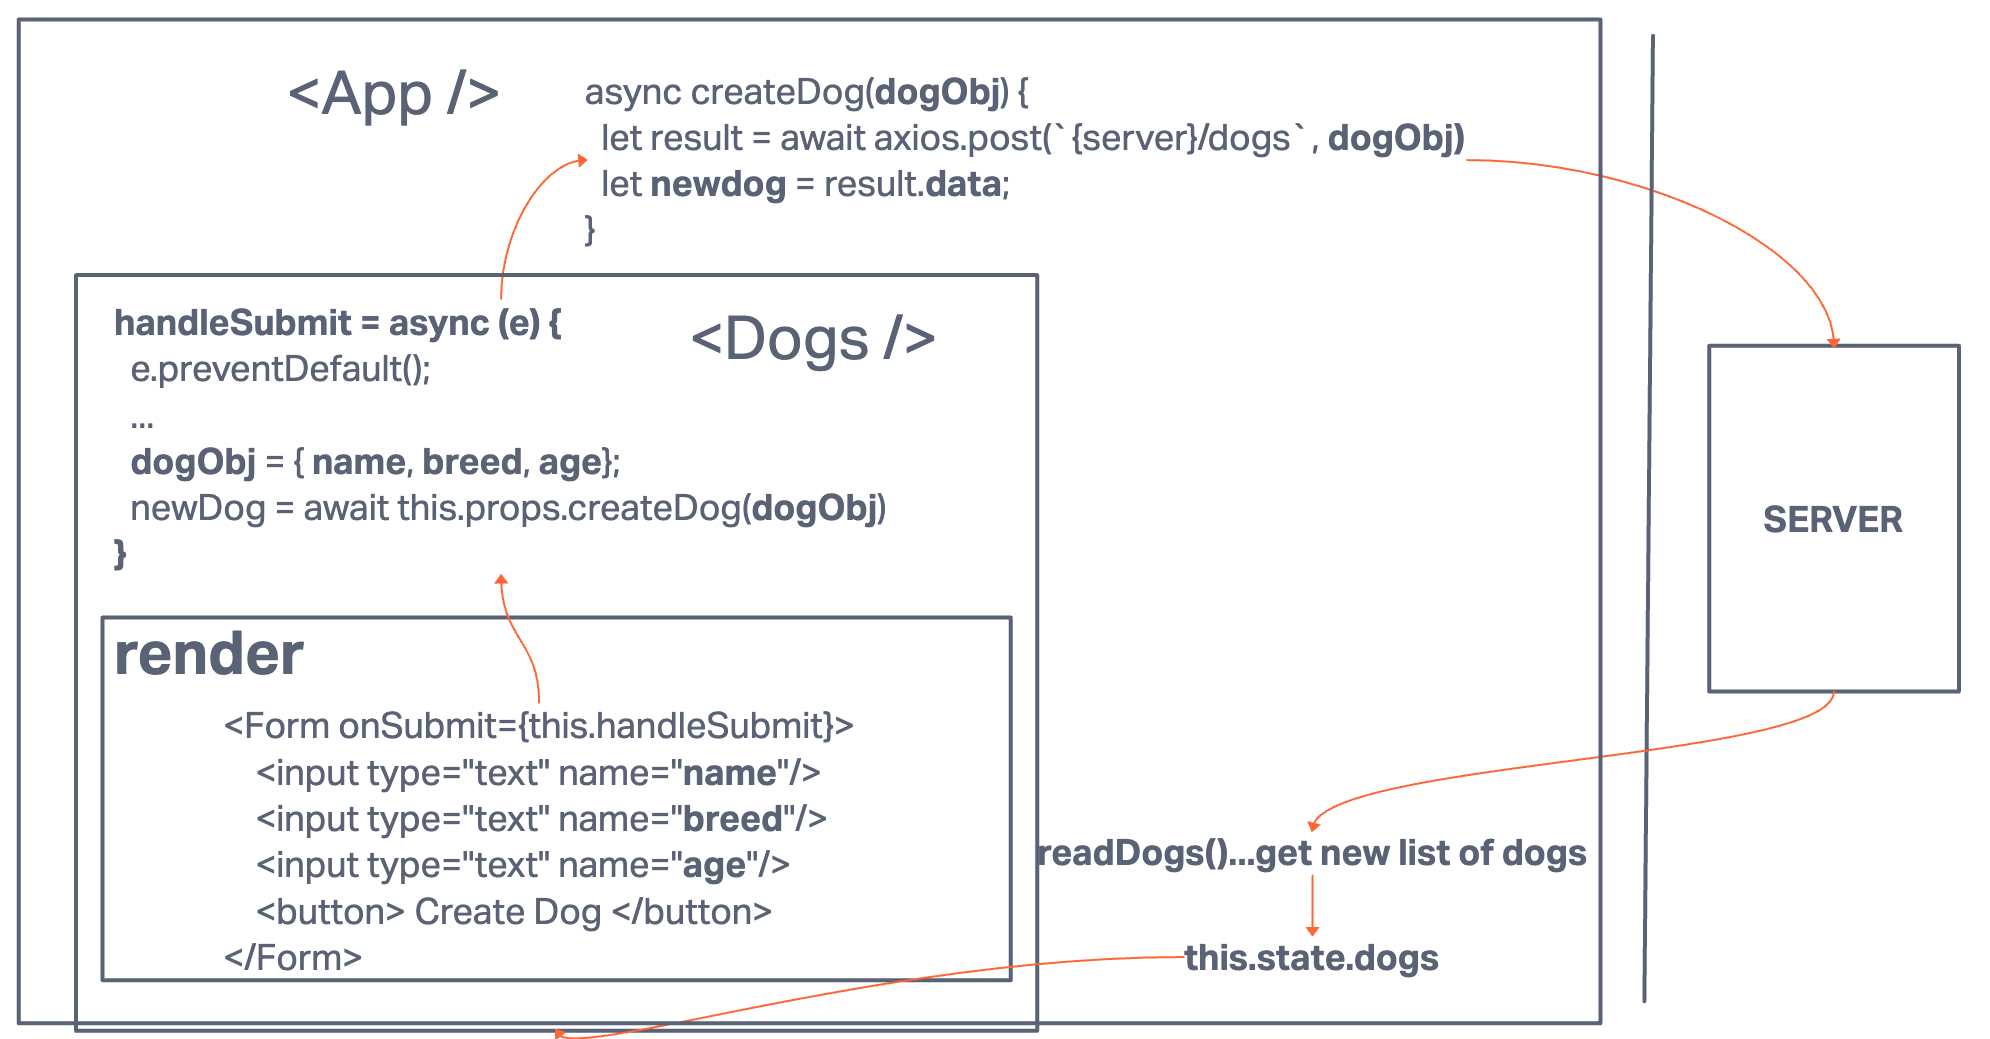 <App />
async createDog(dogObj) {
let result = await axios.post(`{server}/dogs`, dogObj)
let newdog = result.data;
}
handleSubmit = async (e) {
<Dogs />
e.preventDefault();
...
dogObj = { name, breed, age};
newDog = await this.props.createDog(dogObj)
}
SERVER
render
<Form onSubmit={this.handleSubmit}>
<input type="text" name="name"/>
<input type="text" name="breed"/>
<input type="text" name="age"/>
<button> Create Dog </button>
</Form>
readDogs()...get new list of dogs
this.state.dogs